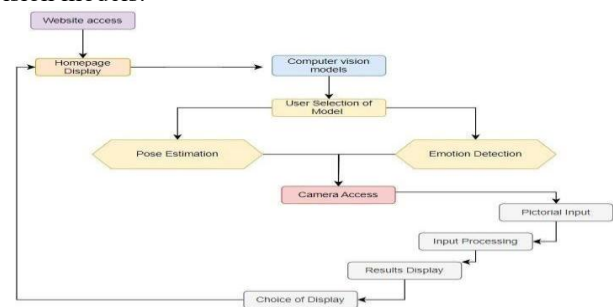 Website access
Homepage
Display
Computer vision
models
User Selection of
Model
Pose Estimation
Emotion Detection
Camera Access
Pictorial Input
Input Processing
Results Display
Choice of Display